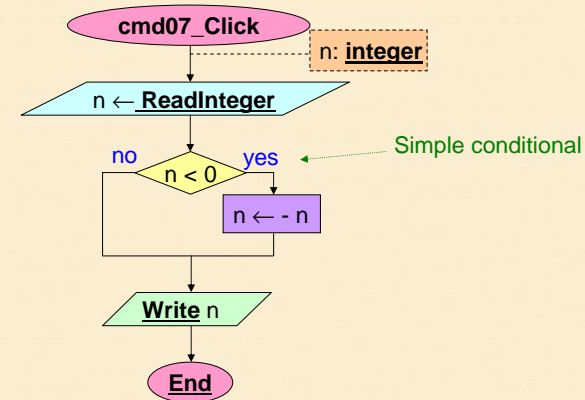 cmd07_Click
n: integer
n ← ReadInteger
no
yes
Simple conditional
n < 0
n ← - n
Write n
End